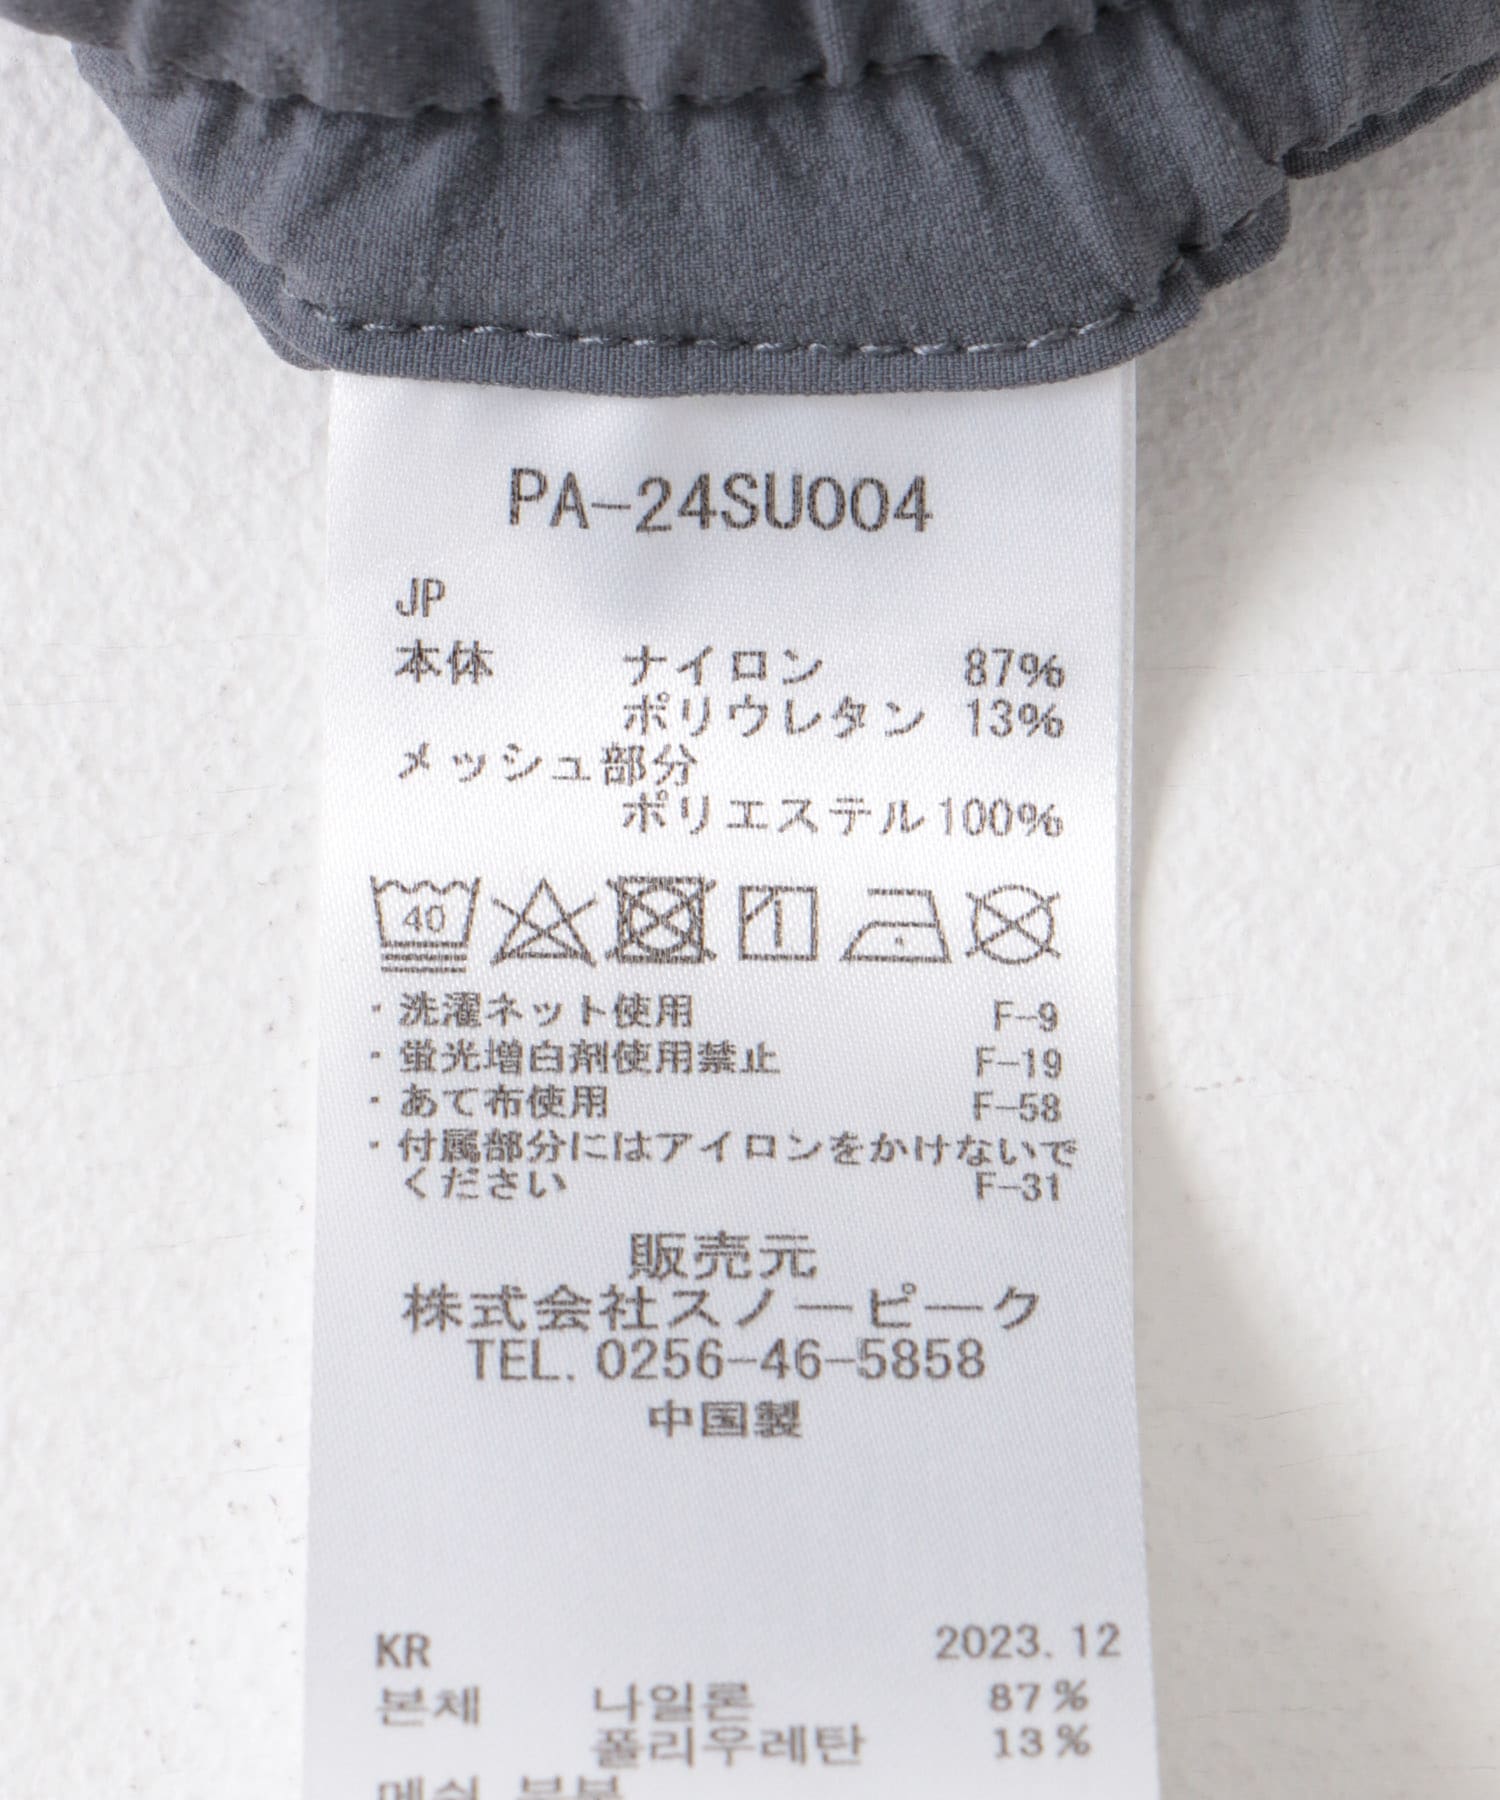 PA-24SU004
JP
本体 ナイロン 87%
ポリウレタン 13%
メッシュ部分
ポリエステル 100%
40
・洗濯ネット使用 F-9
・蛍光増白剤使用禁止 F-19
・あて布使用 F-58
・付属部分にはアイロンをかけないで
ください F-31
販売元
株式会社スノーピーク
TEL. 0256-46-5858
中国製
KR 2023.12
본체 나일론 87%
폴리우레탄 13%